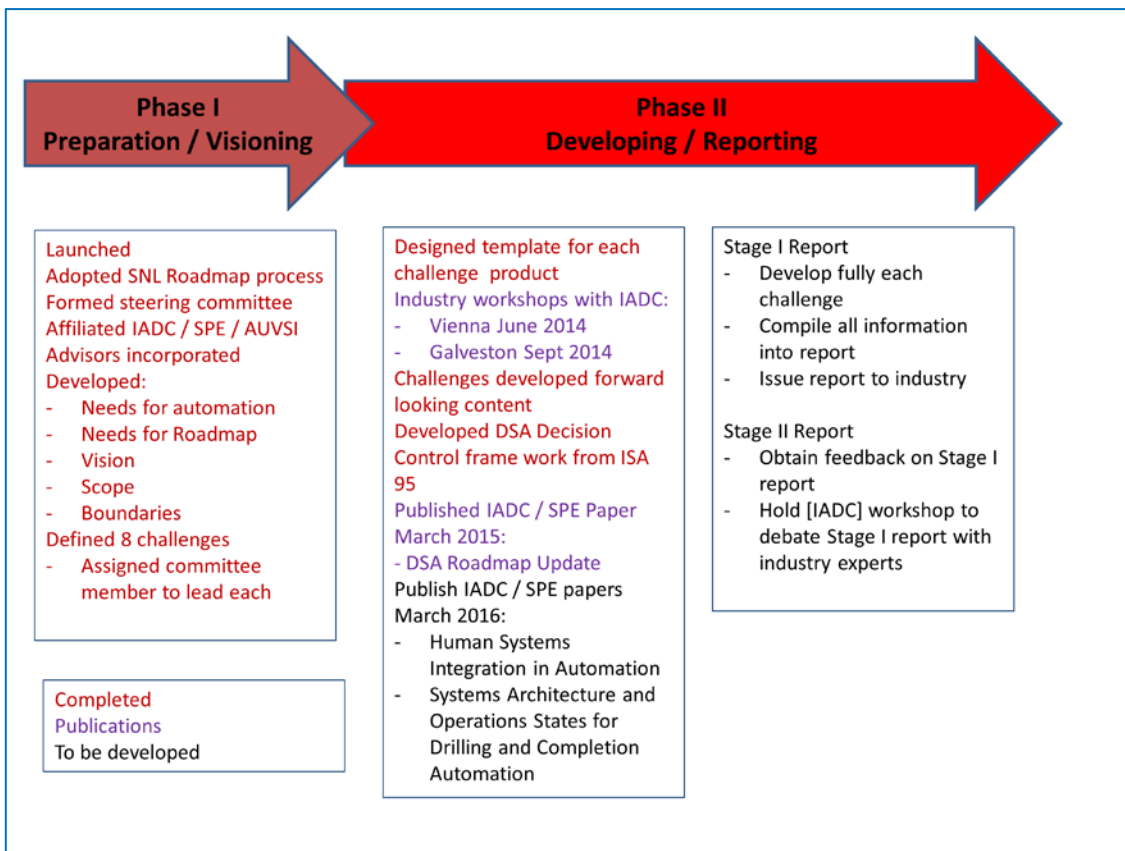 Phase I
Preparation / Visioning
Phase II
Developing / Reporting
Launched
Adopted SNL Roadmap process
Formed steering committee
Affiliated IADC / SPE / AUVSI
Advisors incorporated
Developed:
- Needs for automation
- Needs for Roadmap
- Vision
- Scope
- Boundaries
Defined 8 challenges
- Assigned committee
member to lead each
Completed
Publications
To be developed
Designed template for each
challenge product
Industry workshops with IADC:
- Vienna June 2014
- Galveston Sept 2014
Challenges developed forward
looking content
Developed DSA Decision
Control frame work from ISA
95
Published IADC / SPE Paper
March 2015:
- DSA Roadmap Update
Publish IADC / SPE papers
March 2016:
- Human Systems
Integration in Automation
- Systems Architecture and
Operations States for
Drilling and Completion
Automation
Stage I Report
- Develop fully each
challenge
- Compile all information
into report
- Issue report to industry
Stage II Report
- Obtain feedback on Stage I
report
- Hold [IADC] workshop to
debate Stage I report with
industry experts